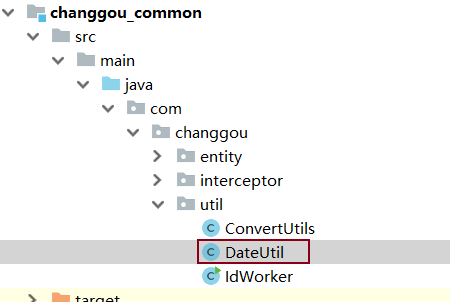 changgou_common
src
main
java
com
changgou
entity
interceptor
util
ConvertUtils
DateUtil
IdWorker
target